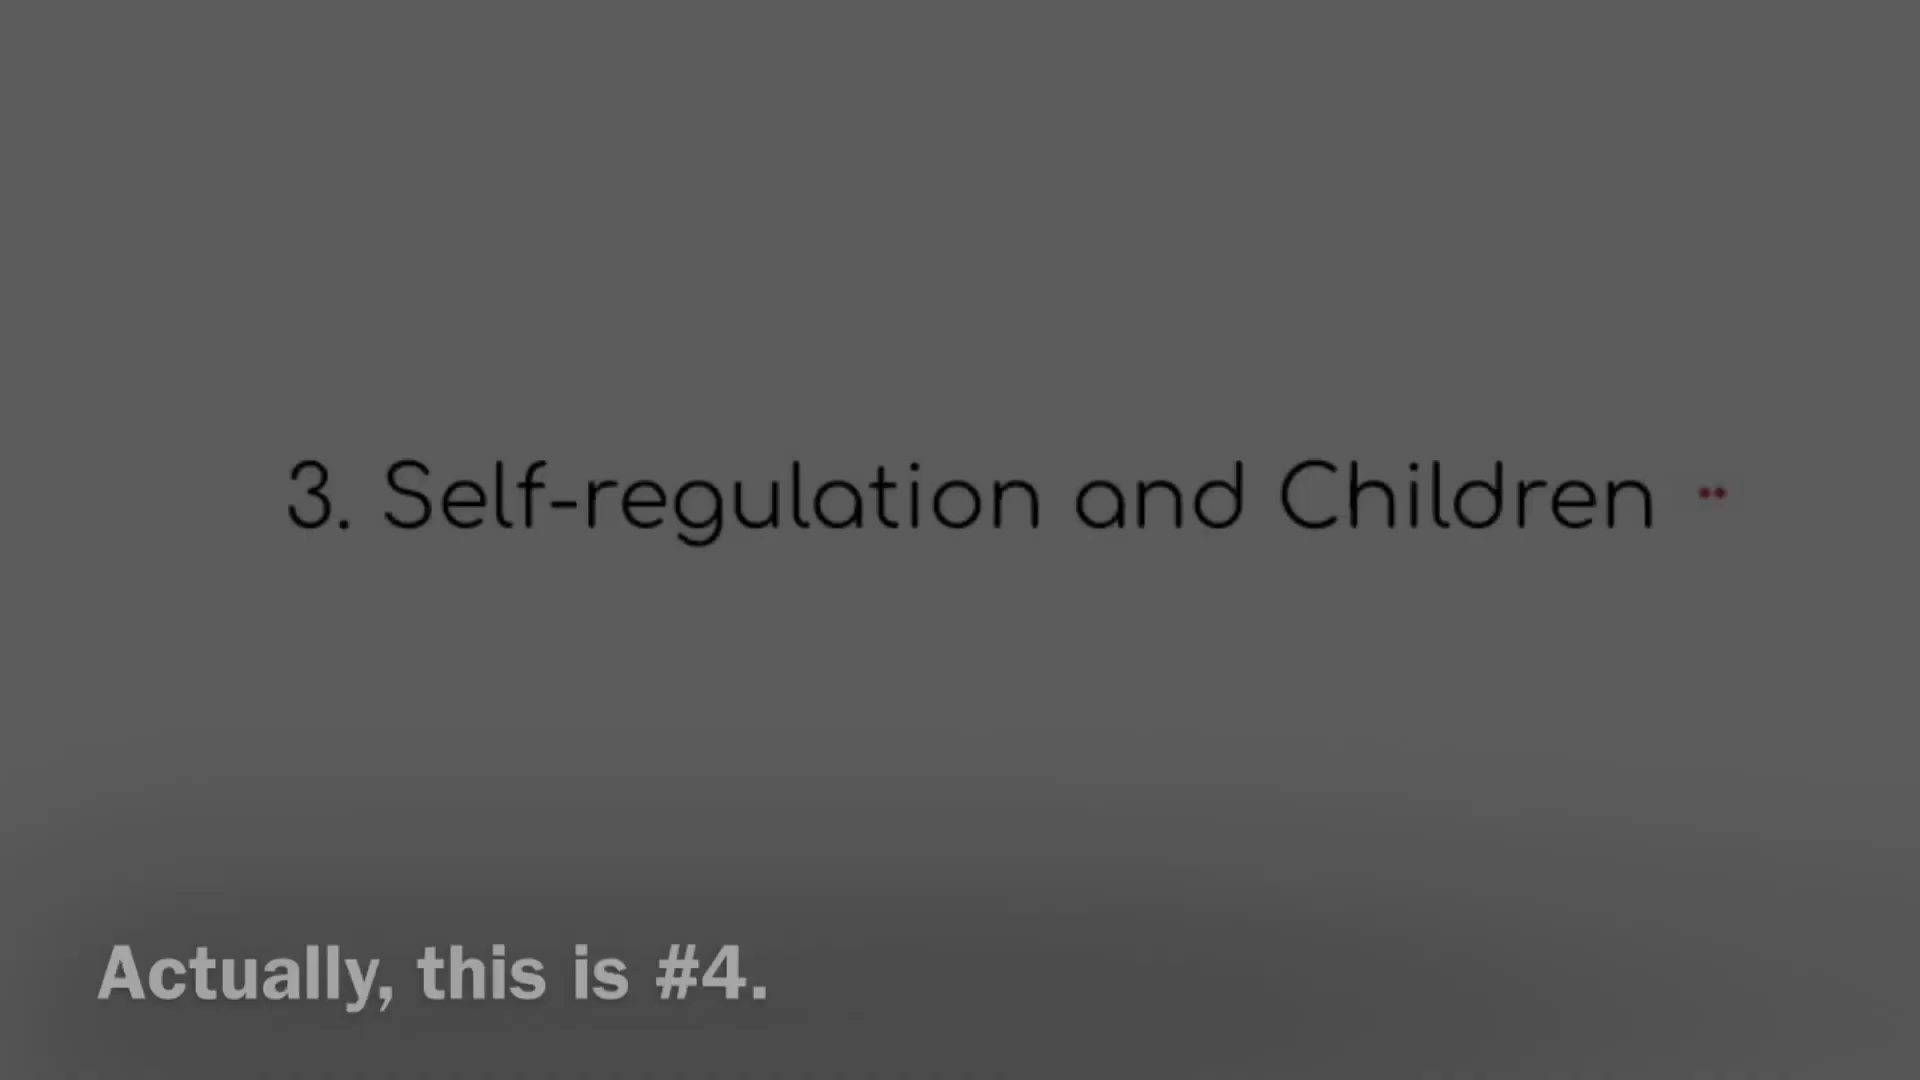 3. Self-regulation and Children
Actually, this is #4.